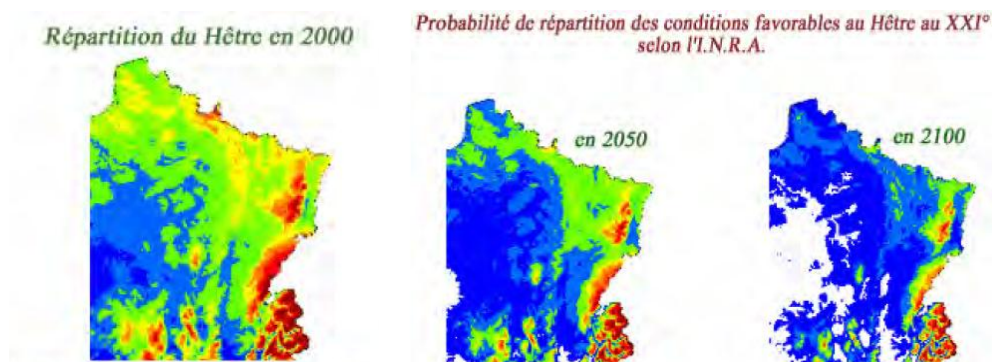 Répartition du Hêtre en 2000
Probabilité de répartition des conditions favorables au Hêtre au XXI°
selon l'I.N.R.A.
en 2050
en 2100